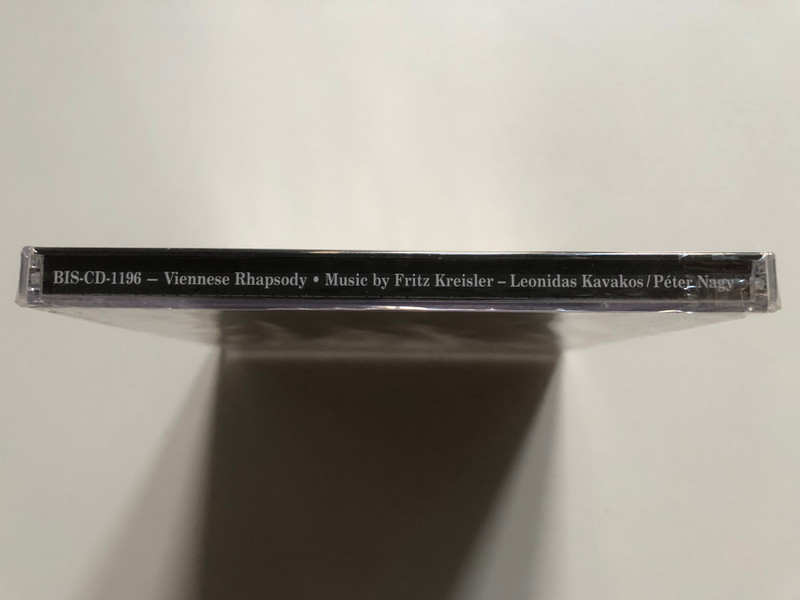 BIS-CD-1196 – Viennese Rhapsody • Music by Fritz Kreisler – Leonidas Kavakos/Péter Nagy